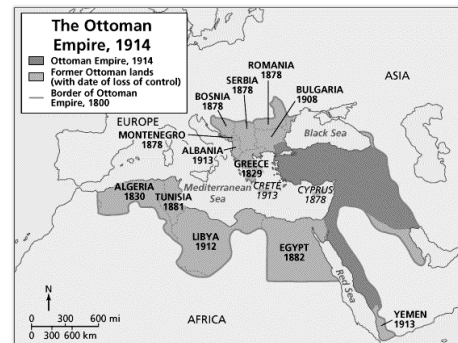 The Ottoman
Empire, 1914
Ottoman Empire, 1914
Former Ottoman lands
(with date of loss of control)
Border of Ottoman
Empire, 1800
ROMANIA
1878
SERBIA
1878
BOSNIA
1878
BULGARIA
1908
ASIA
EUROPE
MONTENEGRO
1878
Black Sea
ALBANIA
1913
GREECE
1829
CRETE
1913
CYPRUS
1878
ALGERIA
1830
TUNISIA
1881
Mediterranean
Sea
LIBYA
1912
EGYPT
1882
Red Sea
N
0 300 600 mi
0 300 600 km
AFRICA
YEMEN
1913